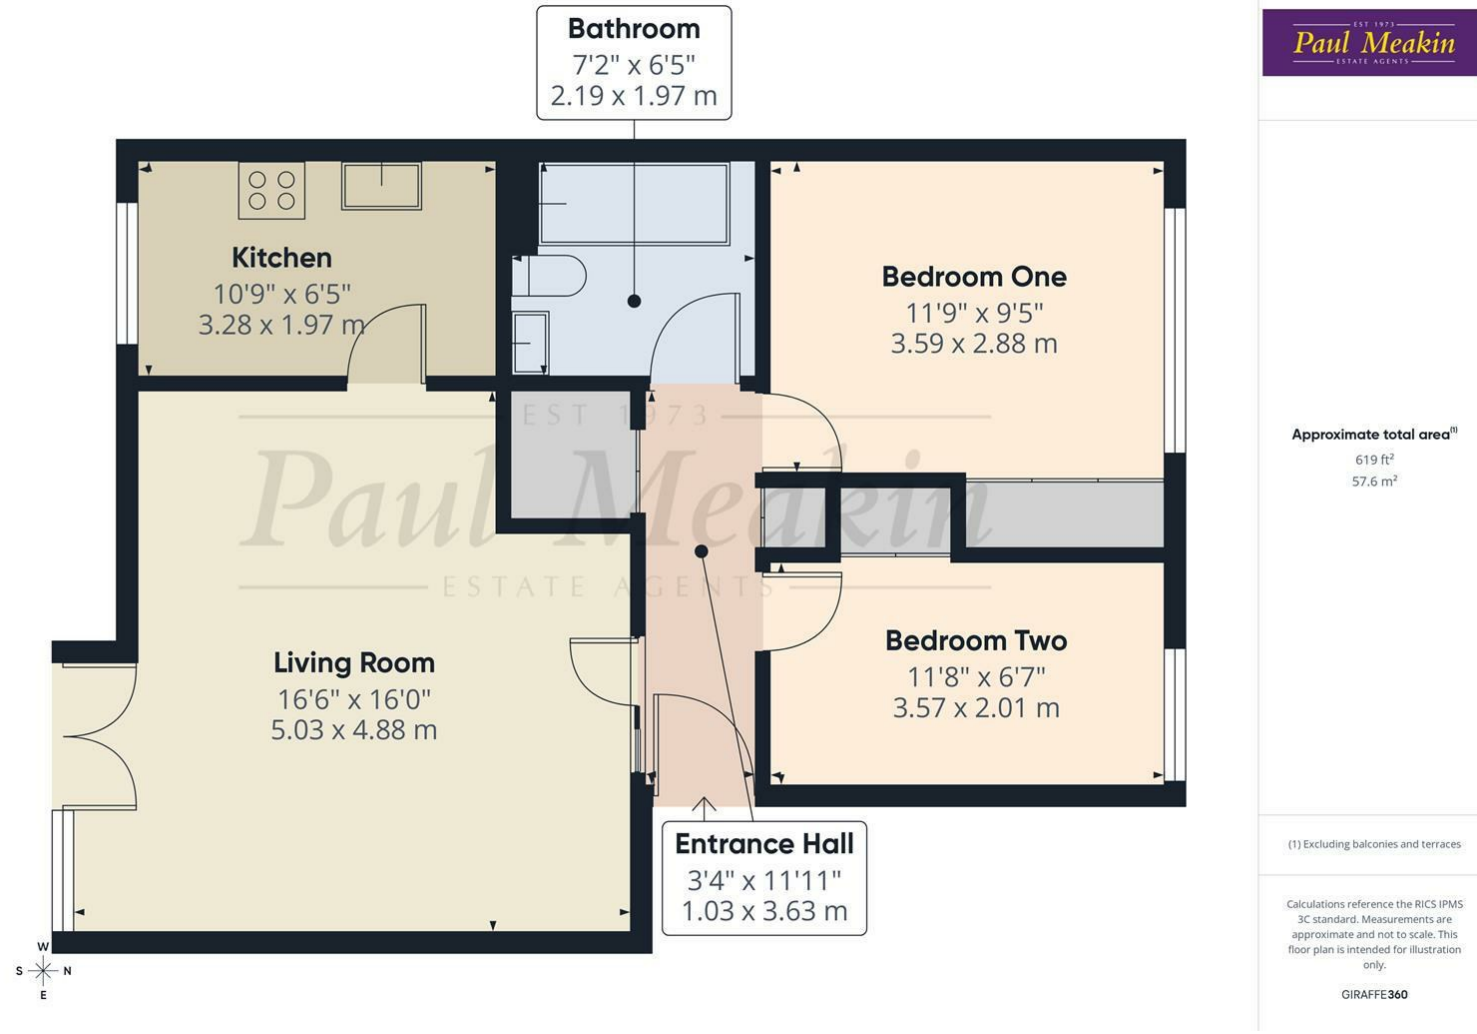 Bathroom
7'2" x 6'5"
2.19 x 1.97 m
EST 1973
Paul Meakin
ESTATE AGENTS
Kitchen
10'9" x 6'5"
3.28 x 1.97 m
Bedroom One
11'9" x 9'5"
3.59 x 2.88 m
EST 1973
Paul Meakin
ESTATE AGENTS
Living Room
16'6" x 16'0"
5.03 x 4.88 m
Bedroom Two
11'8" x 6'7"
3.57 x 2.01 m
Entrance Hall
3'4" x 11'11"
1.03 x 3.63 m
W
S N
E
Approximate total area(1)
619 ft²
57.6 m²
(1) Excluding balconies and terraces
Calculations reference the RICS IPMS
3C standard. Measurements are
approximate and not to scale. This
floor plan is intended for illustration
only.
GIRAFFE360